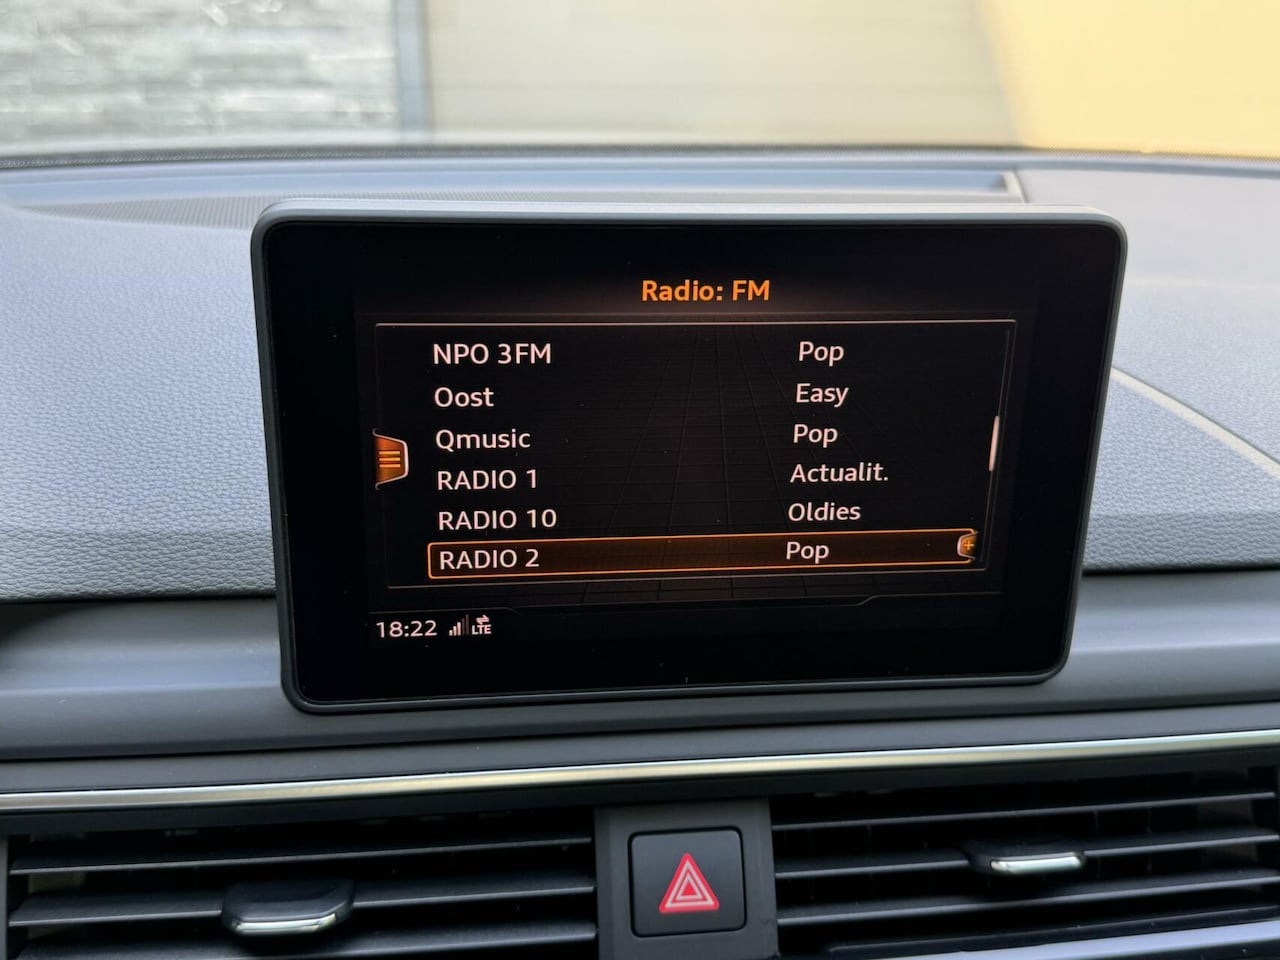 Radio: FM
NPO 3FM Pop
Oost Easy
Qmusic Pop
RADIO 1 Actualit.
RADIO 10 Oldies
RADIO 2 Pop
18:22 LTE